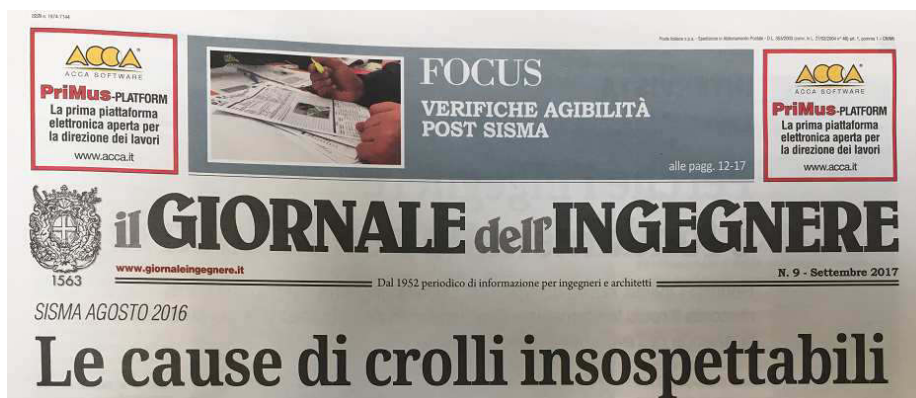 ISSN n. 1974-7144
ACCA
ACCA SOFTWARE
PriMus-PLATFORM
La prima piattaforma
elettronica aperta per
la direzione dei lavori
www.acca.it
FOCUS
VERIFICHE AGIBILITÀ
POST SISMA
alle pagg. 12-17
ACCA
ACCA SOFTWARE
PriMus-PLATFORM
La prima piattaforma
elettronica aperta per
la direzione dei lavori
www.acca.it
il GIORNALE dell'INGEGNERE
1563
www.giornaleingegnere.it
Dal 1952 periodico di informazione per ingegneri e architetti
N. 9 - Settembre 2017
SISMA AGOSTO 2016
Le cause di crolli insospettabili